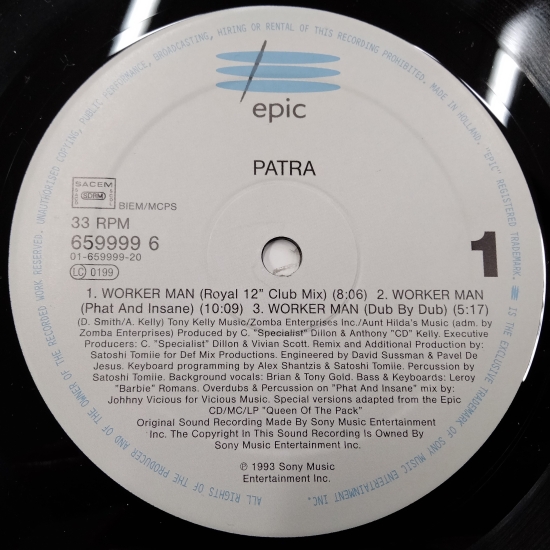 epic
PATRA
SACEM
SDRM
BIEM/MCPS
33 RPM
659999 6
01-659999-20
LC 0199
1
1. WORKER MAN (Royal 12" Club Mix) (8:06) 2. WORKER MAN
(Phat And Insane) (10:09) 3. WORKER MAN (Dub By Dub) (5:17)
(D. Smith/A. Kelly) Tony Kelly Music/Zomba Enterprises Inc./Aunt Hilda's Music (adm. by
Zomba Enterprises) Produced by C. "Specialist" Dillon & Anthony "CD" Kelly. Executive
Producers: C. "Specialist" Dillon & Vivian Scott. Remix and Additional Production by:
Satoshi Tomiie for Def Mix Productions. Engineered by David Sussman & Pavel De
Jesus. Keyboard programming by Alex Shantzis & Satoshi Tomiie. Percussion by
Satoshi Tomiie. Background vocals: Brian & Tony Gold. Bass & Keyboards: Leroy
"Barbie" Romans. Overdubs & Percussion on "Phat And Insane" mix by:
Johhny Vicious for Vicious Music. Special versions adapted from the Epic
CD/MC/LP "Queen Of The Pack"
Original Sound Recording Made By Sony Music Entertainment
Inc. The Copyright In This Sound Recording Is Owned By
Sony Music Entertainment Inc.
℗ 1993 Sony Music
Entertainment Inc.
ALL RIGHTS OF THE PRODUCER AND OF THE OWNER OF THE RECORDED WORK RESERVED. UNAUTHORISED COPYING, PUBLIC PERFORMANCE, BROADCASTING, HIRING OR RENTAL OF THIS RECORDING PROHIBITED. MADE IN HOLLAND. "EPIC" REGISTERED TRADEMARK. IS THE EXCLUSIVE TRADEMARK OF SONY MUSIC ENTERTAINMENT INC.